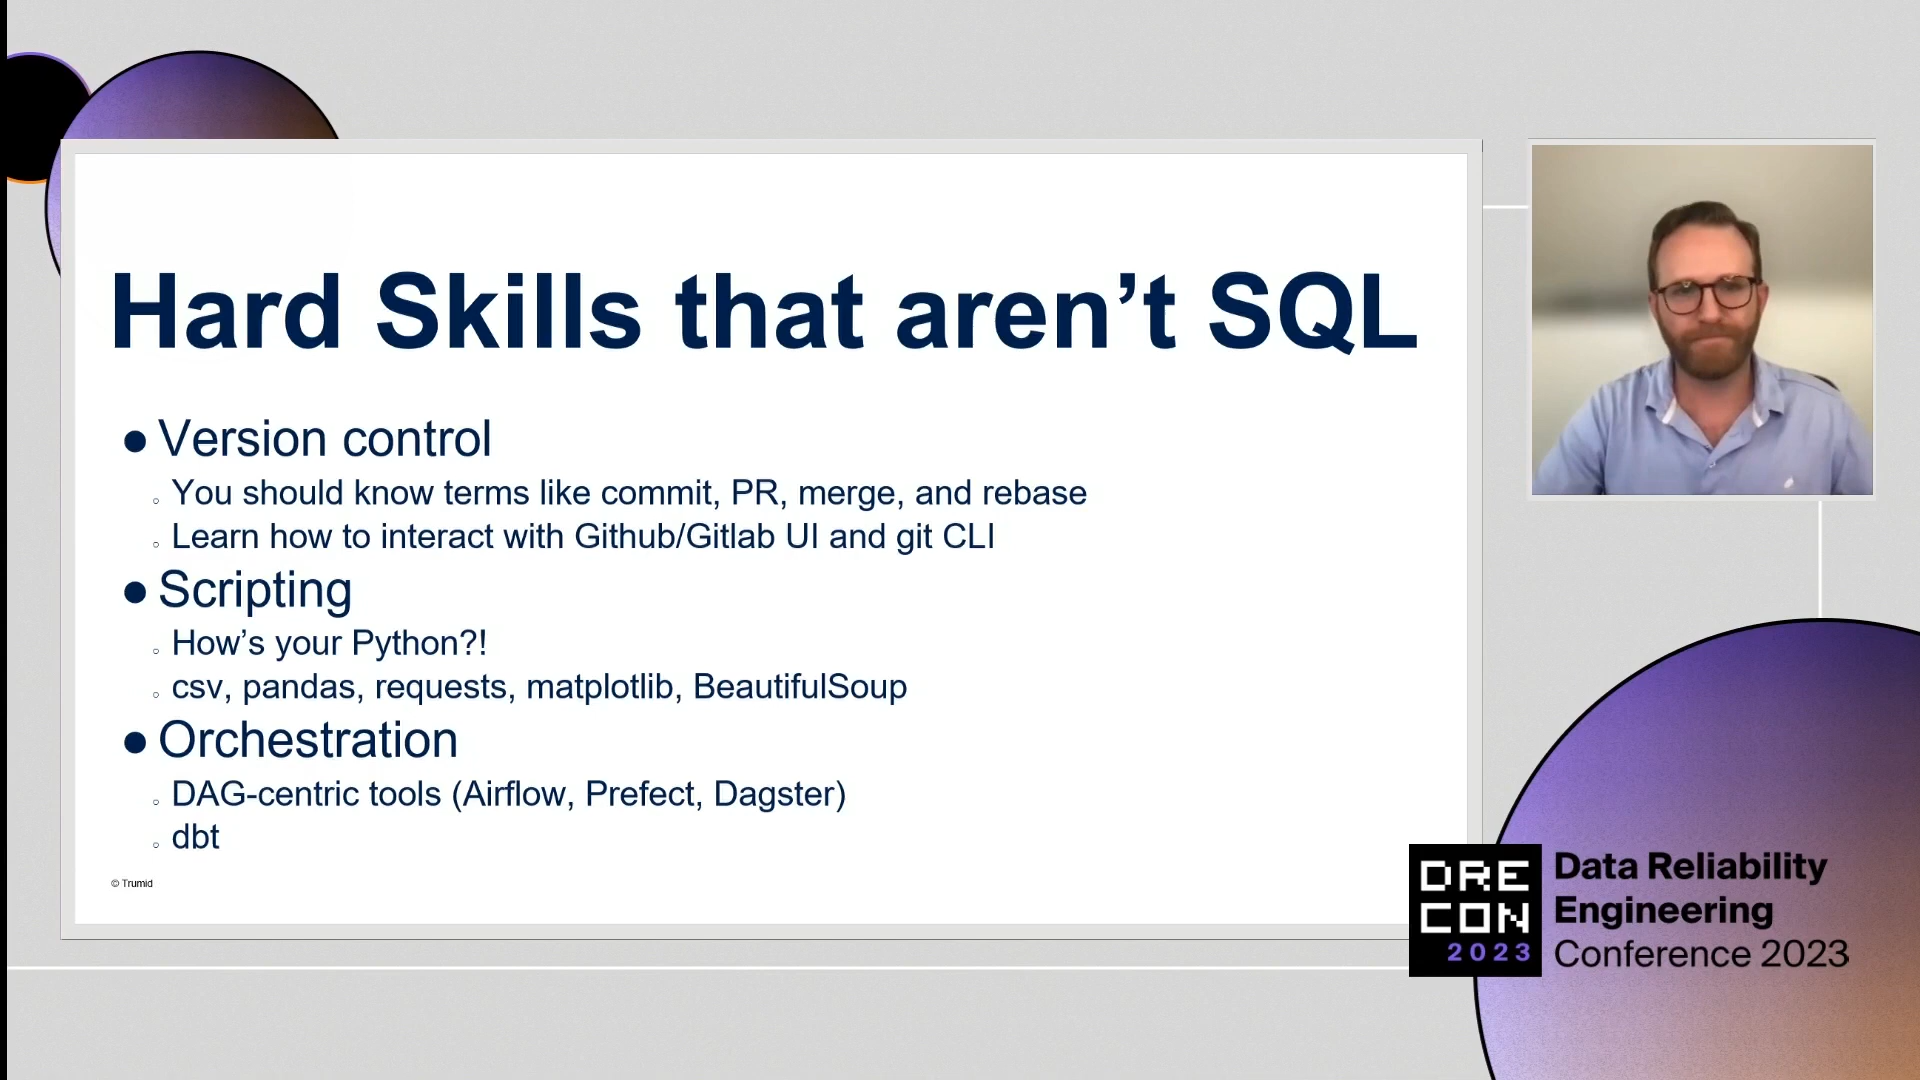 Hard Skills that aren’t SQL
● Version control
○ You should know terms like commit, PR, merge, and rebase
○ Learn how to interact with Github/Gitlab UI and git CLI
● Scripting
○ How’s your Python?!
○ csv, pandas, requests, matplotlib, BeautifulSoup
● Orchestration
○ DAG-centric tools (Airflow, Prefect, Dagster)
○ dbt
© Trumid
DRE
CON
2023
Data Reliability
Engineering
Conference 2023